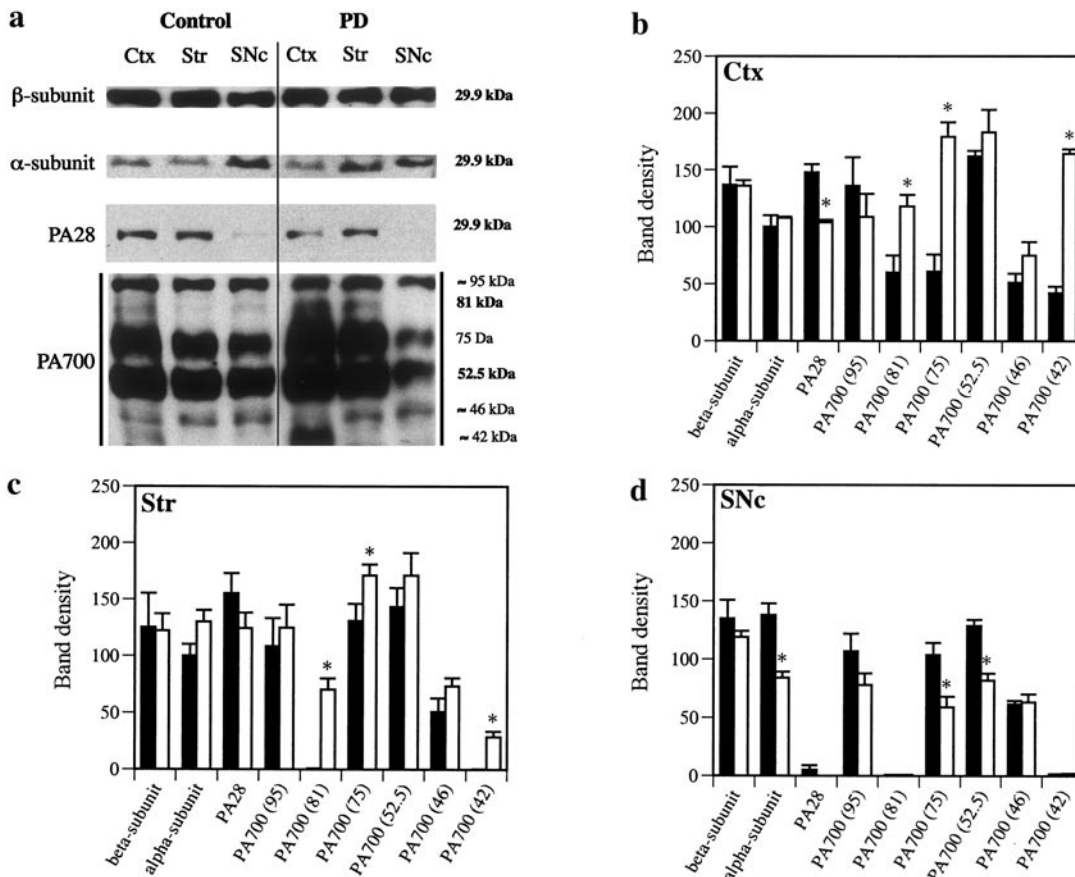 a
Control PD
Ctx Str SNc Ctx Str SNc
β-subunit 29.9 kDa
α-subunit 29.9 kDa
PA28 29.9 kDa
PA700
≈ 95 kDa
81 kDa
75 Da
52.5 kDa
≈ 46 kDa
≈ 42 kDa
b
Ctx
Band density
250
200
150
100
50
0
* * * *
beta-subunit
alpha-subunit
PA28
PA700 (95)
PA700 (81)
PA700 (75)
PA700 (52.5)
PA700 (46)
PA700 (42)
c
Str
Band density
250
200
150
100
50
0
* * *
beta-subunit
alpha-subunit
PA28
PA700 (95)
PA700 (81)
PA700 (75)
PA700 (52.5)
PA700 (46)
PA700 (42)
d
SNc
Band density
250
200
150
100
50
0
* * *
beta-subunit
alpha-subunit
PA28
PA700 (95)
PA700 (81)
PA700 (75)
PA700 (52.5)
PA700 (46)
PA700 (42)